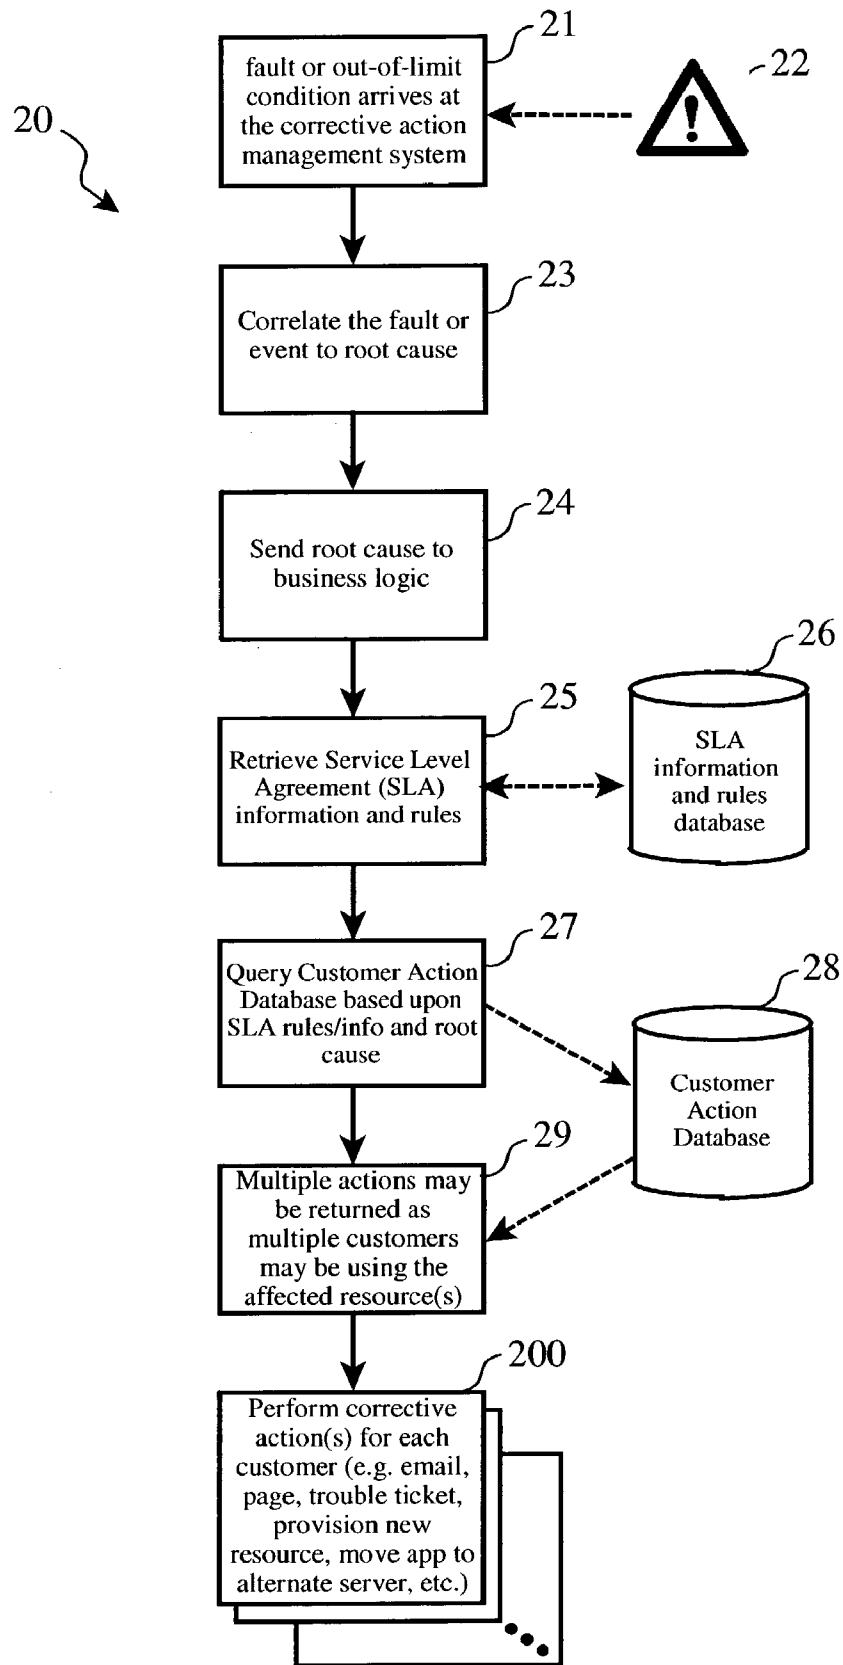 21
fault or out-of-limit
condition arrives at
the corrective action
management system
22
20
23
Correlate the fault or
event to root cause
24
Send root cause to
business logic
25
Retrieve Service Level
Agreement (SLA)
information and rules
26
SLA
information
and rules
database
27
Query Customer Action
Database based upon
SLA rules/info and root
cause
28
Customer
Action
Database
29
Multiple actions may
be returned as
multiple customers
may be using the
affected resource(s)
200
Perform corrective
action(s) for each
customer (e.g. email,
page, trouble ticket,
provision new
resource, move app to
alternate server, etc.)